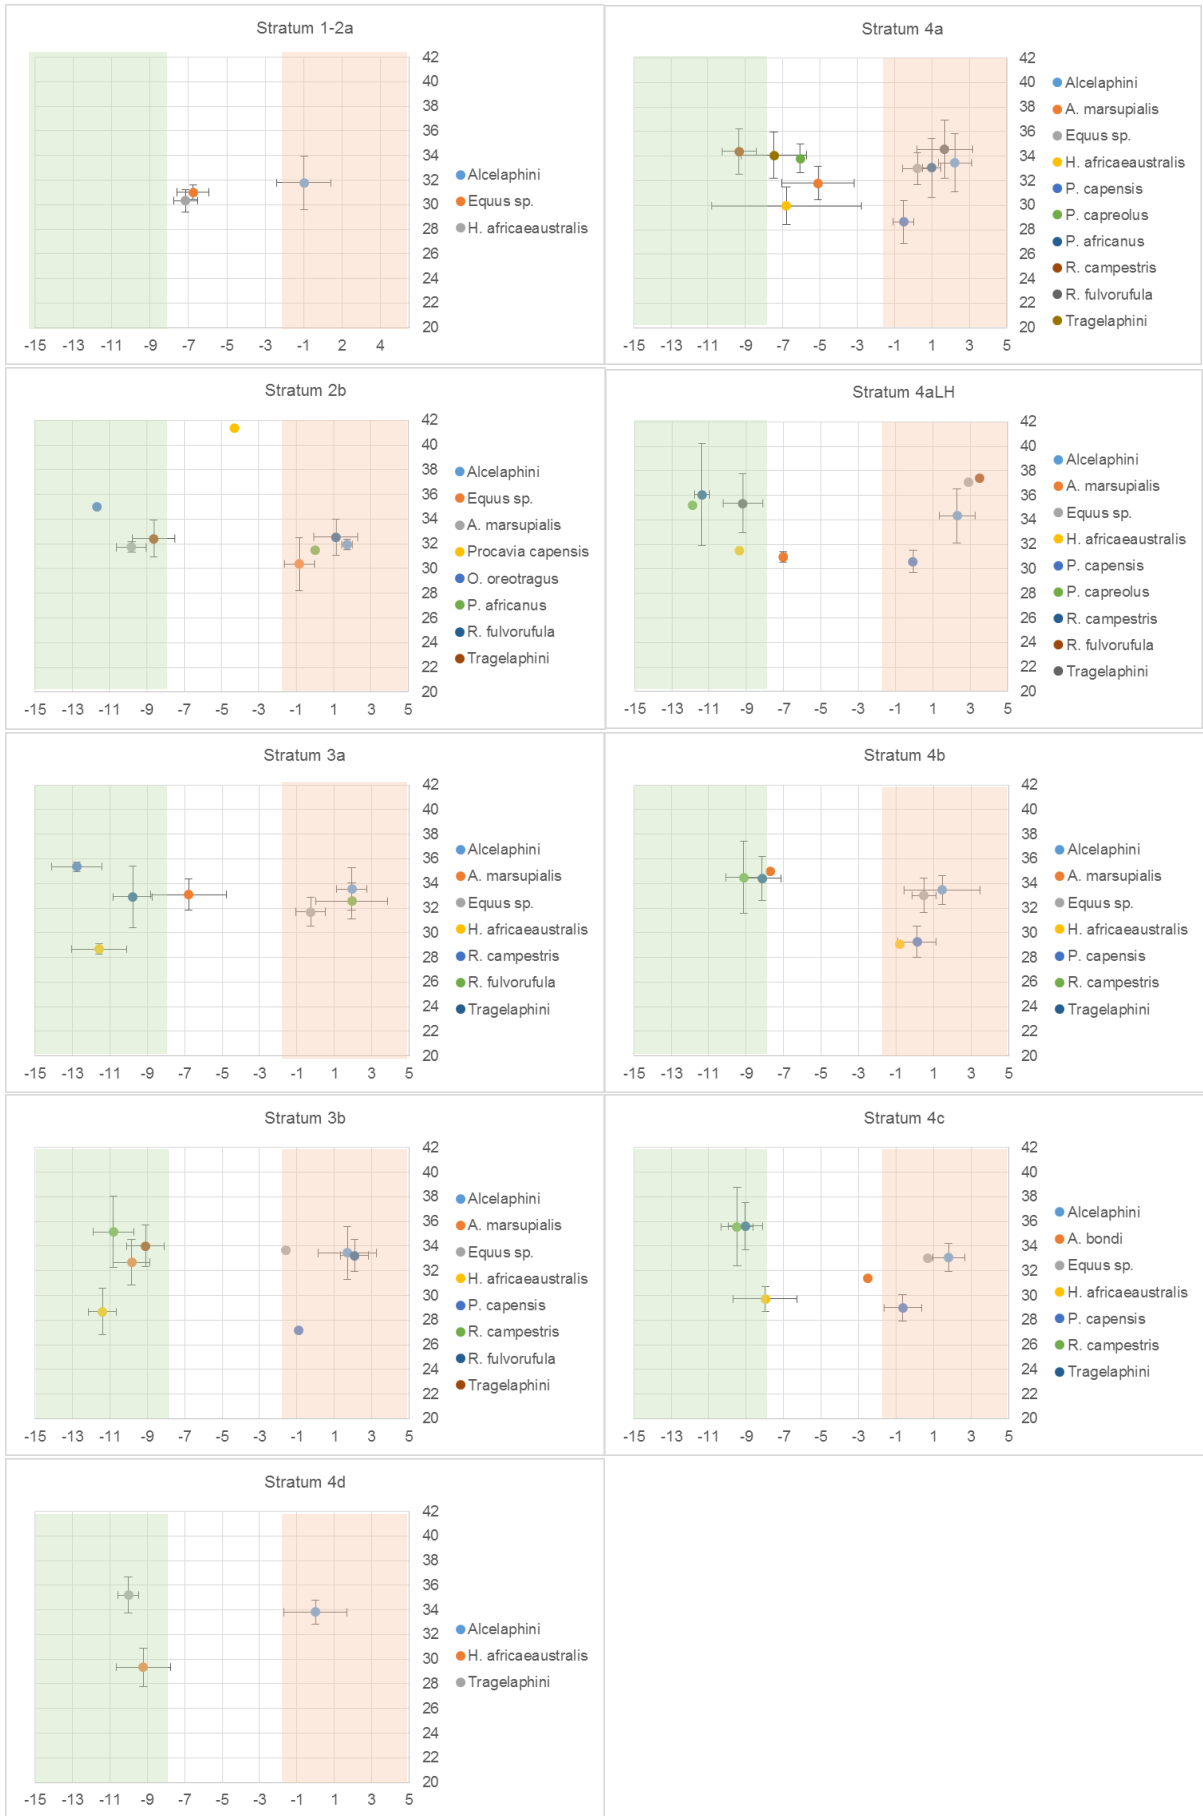 Stratum 1-2a
42
40
38
36
34
32
30
28
26
24
22
20
-15 -13 -11 -9 -7 -5 -3 -1 2 4
Alcelaphini
Equus sp.
H. africaeaustralis
Stratum 4a
42
40
38
36
34
32
30
28
26
24
22
20
-15 -13 -11 -9 -7 -5 -3 -1 1 3 5
Alcelaphini
A. marsupialis
Equus sp.
H. africaeaustralis
P. capensis
P. capreolus
P. africanus
R. campestris
R. fulvorufula
Tragelaphini
Stratum 2b
42
40
38
36
34
32
30
28
26
24
22
20
-15 -13 -11 -9 -7 -5 -3 -1 1 3 5
Alcelaphini
Equus sp.
A. marsupialis
Procavia capensis
O. oreotragus
P. africanus
R. fulvorufula
Tragelaphini
Stratum 4aLH
42
40
38
36
34
32
30
28
26
24
22
20
-15 -13 -11 -9 -7 -5 -3 -1 1 3 5
Alcelaphini
A. marsupialis
Equus sp.
H. africaeaustralis
P. capensis
P. capreolus
R. campestris
R. fulvorufula
Tragelaphini
Stratum 3a
42
40
38
36
34
32
30
28
26
24
22
20
-15 -13 -11 -9 -7 -5 -3 -1 1 3 5
Alcelaphini
A. marsupialis
Equus sp.
H. africaeaustralis
R. campestris
R. fulvorufula
Tragelaphini
Stratum 4b
42
40
38
36
34
32
30
28
26
24
22
20
-15 -13 -11 -9 -7 -5 -3 -1 1 3 5
Alcelaphini
A. marsupialis
Equus sp.
H. africaeaustralis
P. capensis
R. campestris
Tragelaphini
Stratum 3b
42
40
38
36
34
32
30
28
26
24
22
20
-15 -13 -11 -9 -7 -5 -3 -1 1 3 5
Alcelaphini
A. marsupialis
Equus sp.
H. africaeaustralis
P. capensis
R. campestris
R. fulvorufula
Tragelaphini
Stratum 4c
42
40
38
36
34
32
30
28
26
24
22
20
-15 -13 -11 -9 -7 -5 -3 -1 1 3 5
Alcelaphini
A. bondi
Equus sp.
H. africaeaustralis
P. capensis
R. campestris
Tragelaphini
Stratum 4d
42
40
38
36
34
32
30
28
26
24
22
20
-15 -13 -11 -9 -7 -5 -3 -1 1 3 5
Alcelaphini
H. africaeaustralis
Tragelaphini